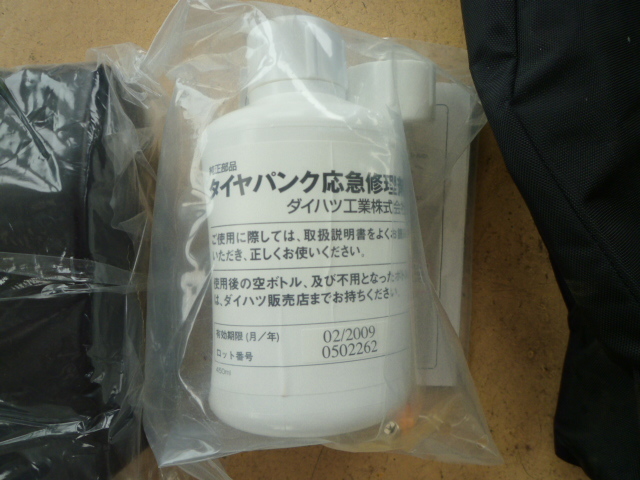 純正部品
タイヤパンク応急修理
ダイハツ工業株式会
ご使用に際しては、取扱説明書をよくお
いただき、正しくお使いください。
使用後の空ボトル、及び不用となったボ
は、ダイハツ販売店までお持ちください。
有効期限(月/年) 02/2009
ロット番号 0502262
450ml